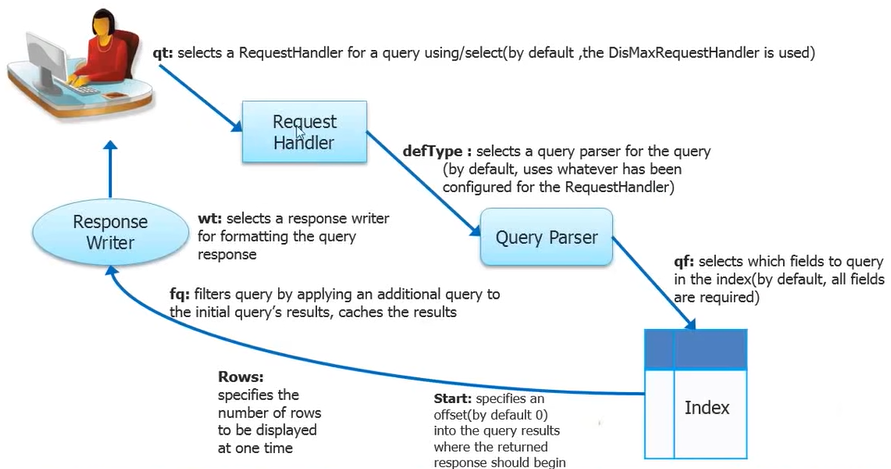 qt: selects a RequestHandler for a query using/select(by default ,the DisMaxRequestHandler is used)
Request
Handler
defType : selects a query parser for the query
(by default, uses whatever has been
configured for the RequestHandler)
Response
Writer
wt: selects a response writer
for formatting the query
response
Query Parser
qf: selects which fields to query
in the index(by default, all fields
are required)
fq: filters query by applying an additional query to
the initial query's results, caches the results
Rows:
specifies the
number of rows
to be displayed
at one time
Start: specifies an
offset(by default 0)
into the query results
where the returned
response should begin
Index